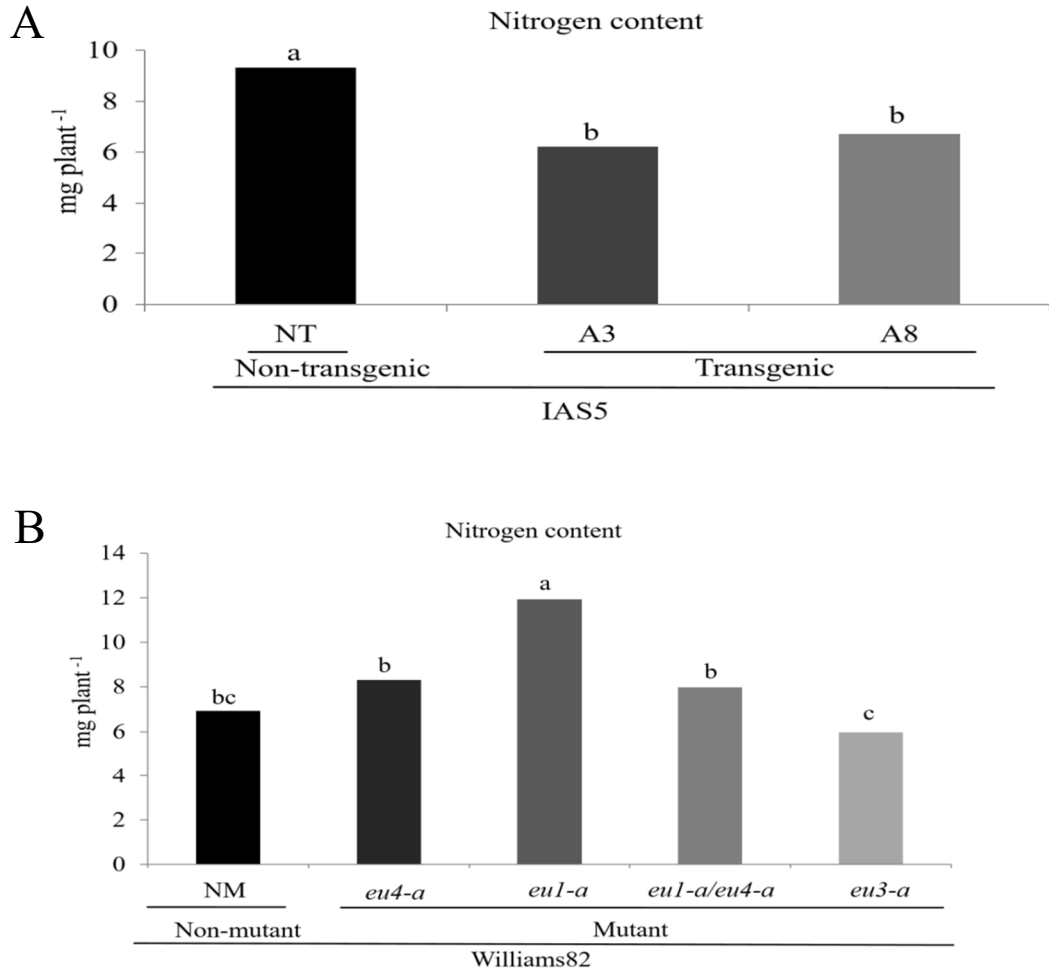 A
Nitrogen content
mg plant -1
10
8
6
4
2
0
a
b
b
NT
A3
A8
Non-transgenic
Transgenic
IAS5
B
Nitrogen content
mg plant -1
14
12
10
8
6
4
2
0
bc
b
a
b
c
NM
eu4-a
eu1-a
eu1-a/eu4-a
eu3-a
Non-mutant
Mutant
Williams82